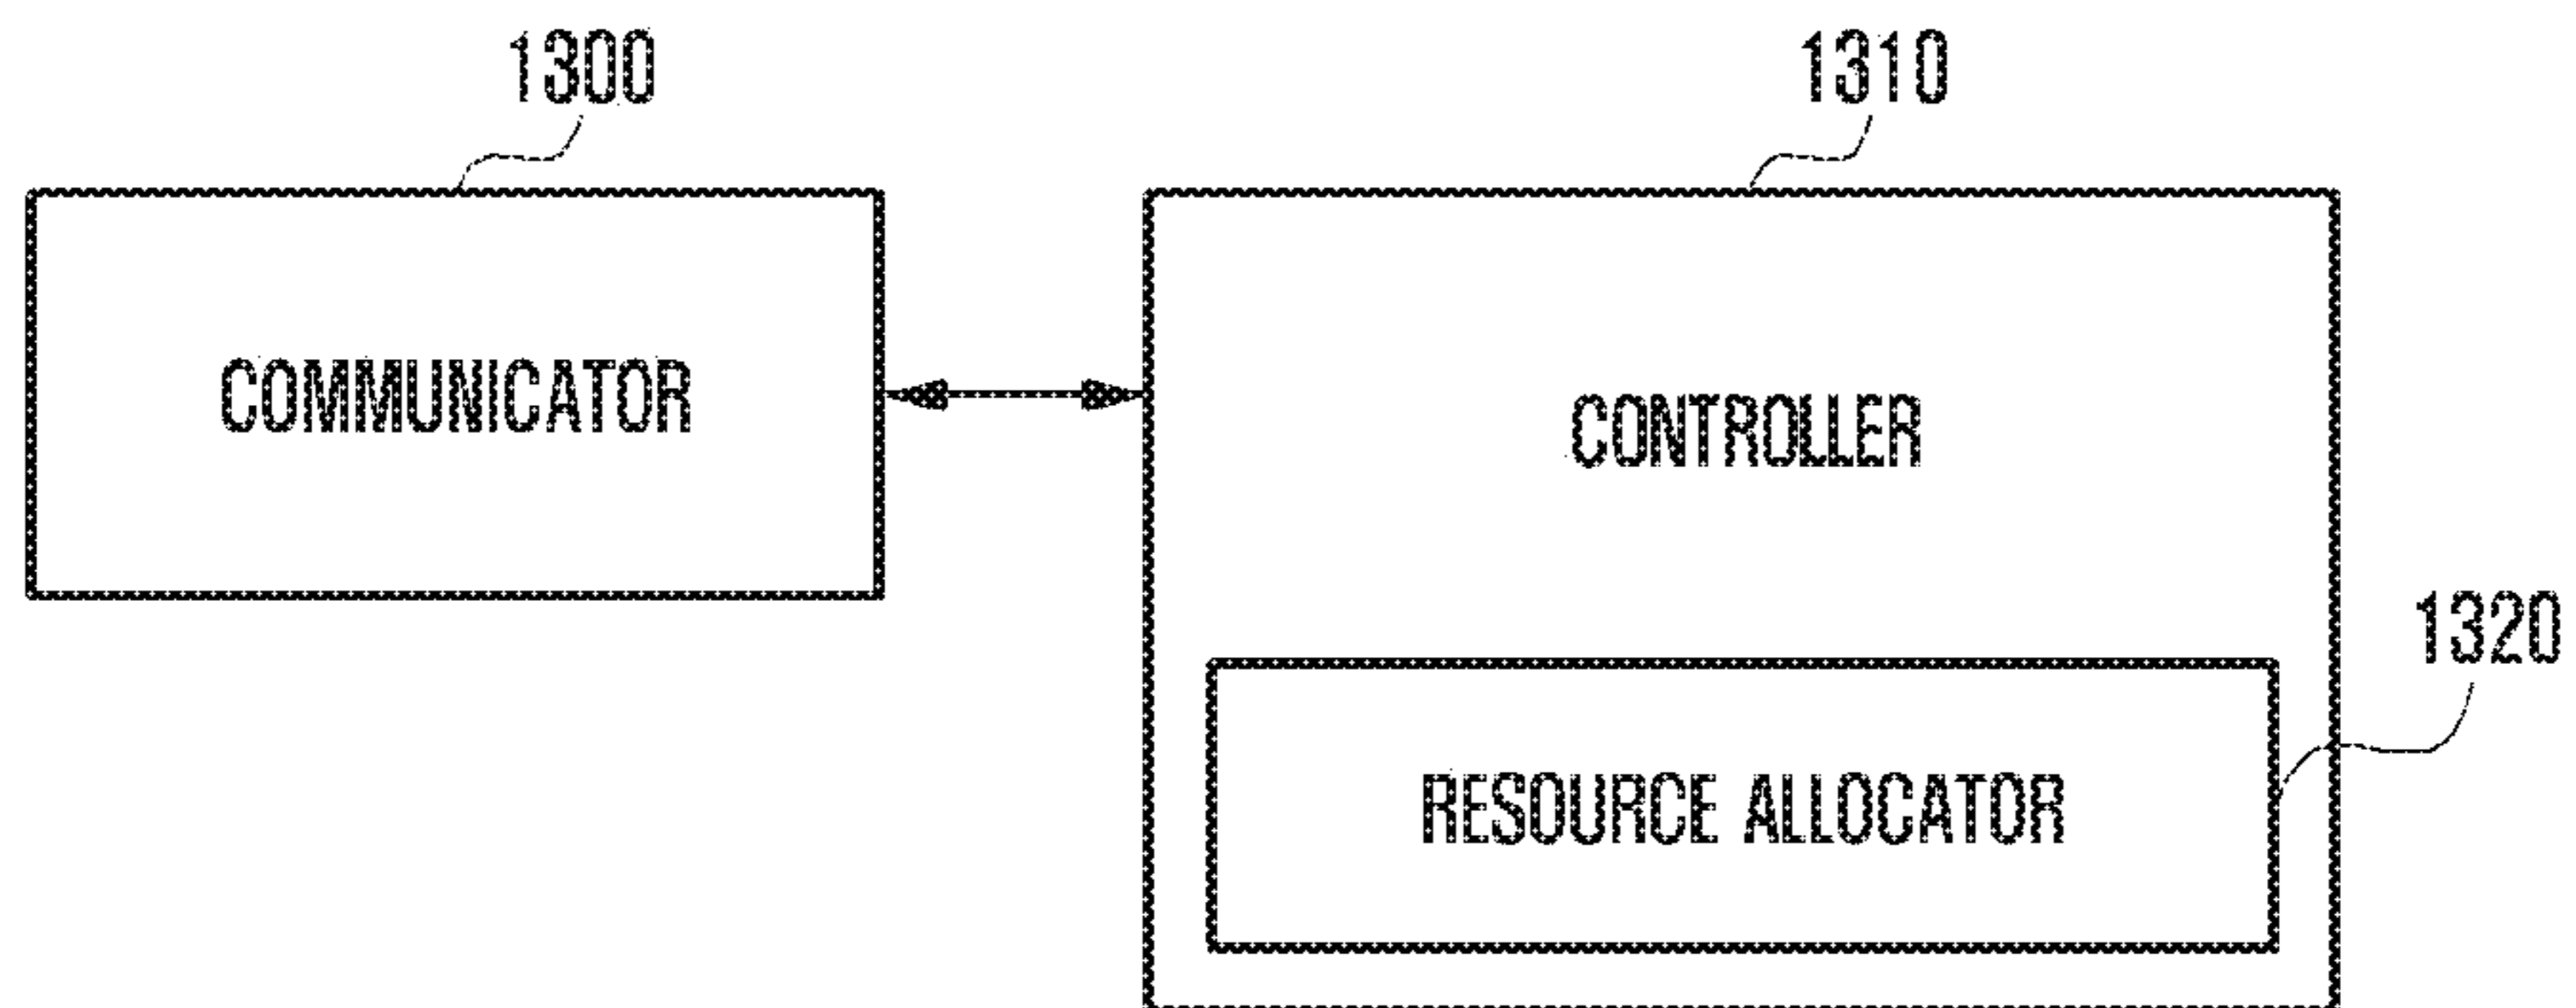 1300
1310
COMMUNICATOR
CONTROLLER
1320
RESOURCE ALLOCATOR